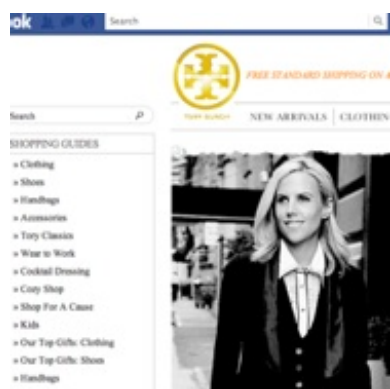 ok
Search
FREE STANDARD SHIPPING ON A
TORY BURCH
Search
NEW ARRIVALS CLOTHIN
SHOPPING GUIDES
» Clothing
» Shoes
» Handbags
» Accessories
» Tory Classics
» Wear to Work
» Cocktail Dressing
» Cozy Shop
» Shop For A Cause
» Kids
» Our Top Gifts: Clothing
» Our Top Gifts: Shoes
» Handbags